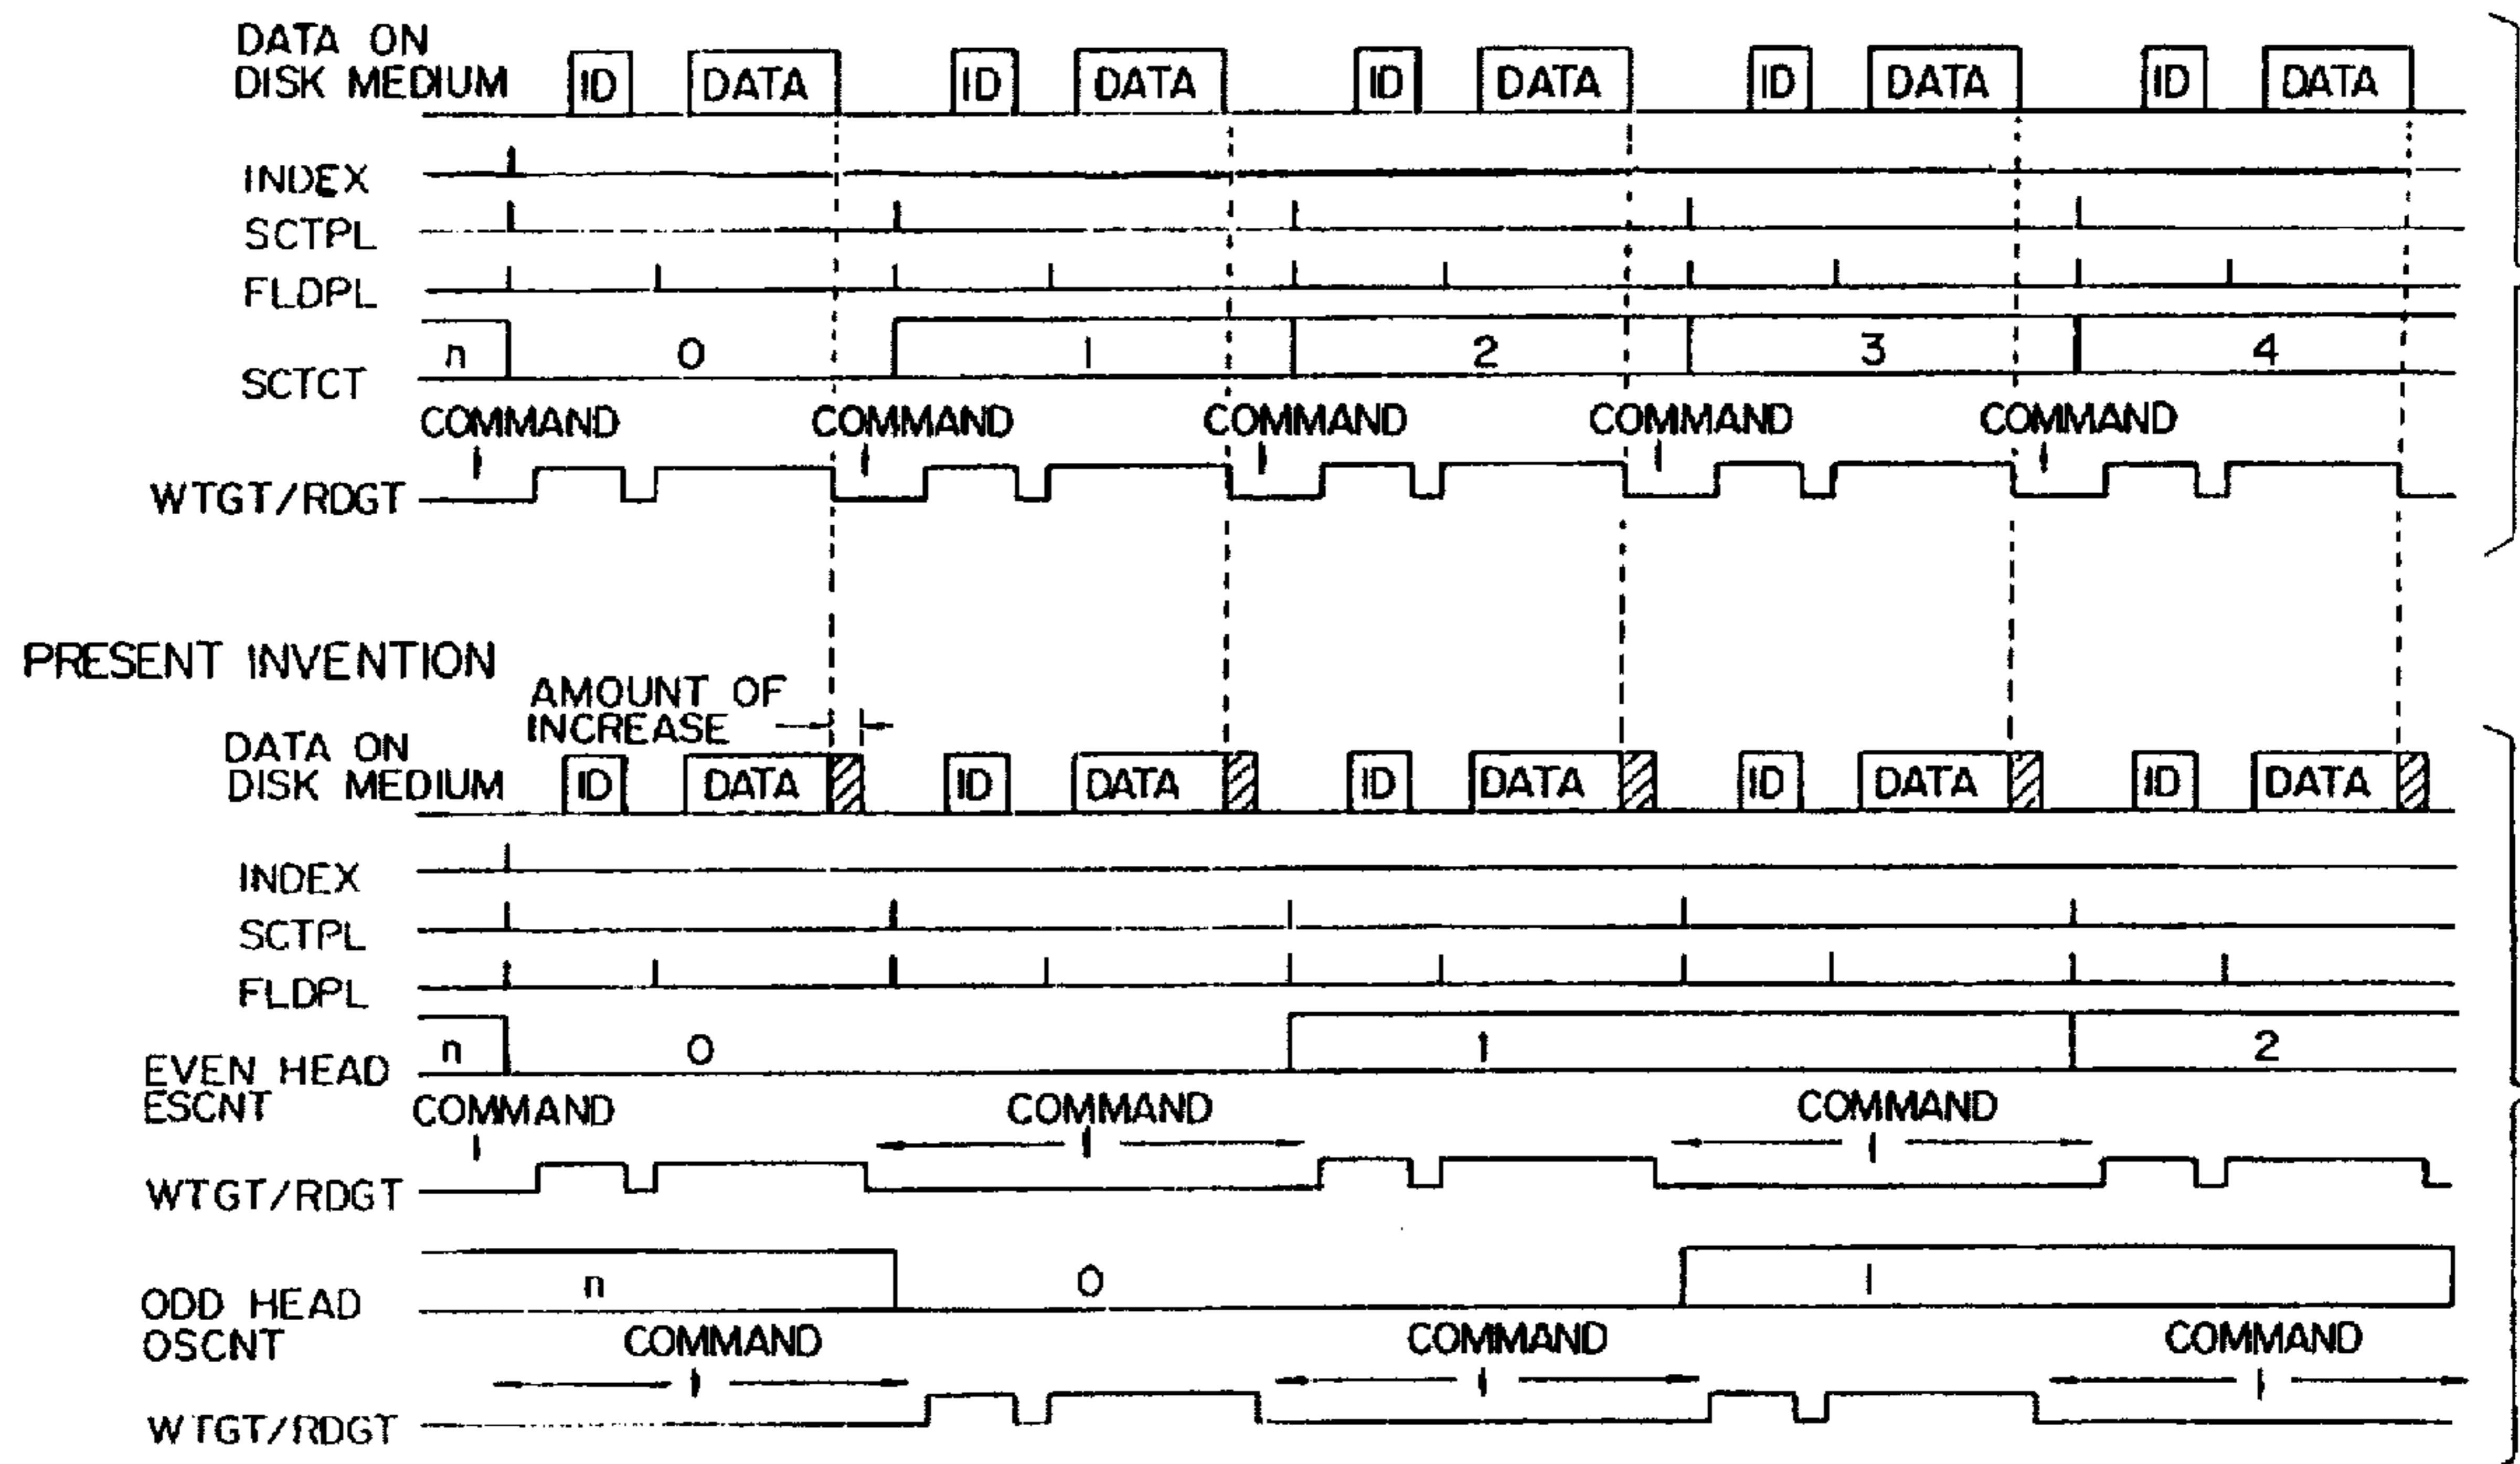 DATA ON
DISK MEDIUM
ID DATA ID DATA ID DATA ID DATA ID DATA
INDEX
SCTPL
FLDPL
SCTCT
n 0 1 2 3 4
COMMAND COMMAND COMMAND COMMAND COMMAND
WTGT/RDGT
PRESENT INVENTION
AMOUNT OF
INCREASE
DATA ON
DISK MEDIUM
ID DATA ID DATA ID DATA ID DATA ID DATA
INDEX
SCTPL
FLDPL
n 0 1 2
EVEN HEAD
ESCNT
COMMAND COMMAND COMMAND
WTGT/RDGT
n 0 1
ODD HEAD
OSCNT
COMMAND COMMAND COMMAND
WTGT/RDGT